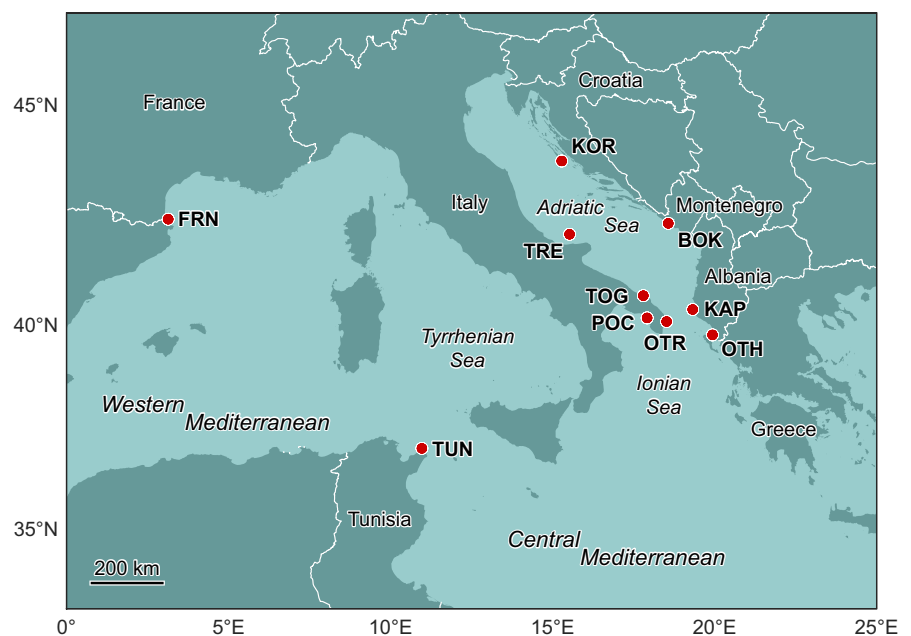 45°N
40°N
35°N
France
Croatia
KOR
Italy
Adriatic
Sea
Montenegro
FRN
BOK
TRE
Albania
TOG
KAP
POC
OTR
OTH
Tyrrhenian
Sea
Ionian
Sea
Western
Mediterranean
Greece
TUN
Tunisia
Central
Mediterranean
200 km
0°
5°E
10°E
15°E
20°E
25°E